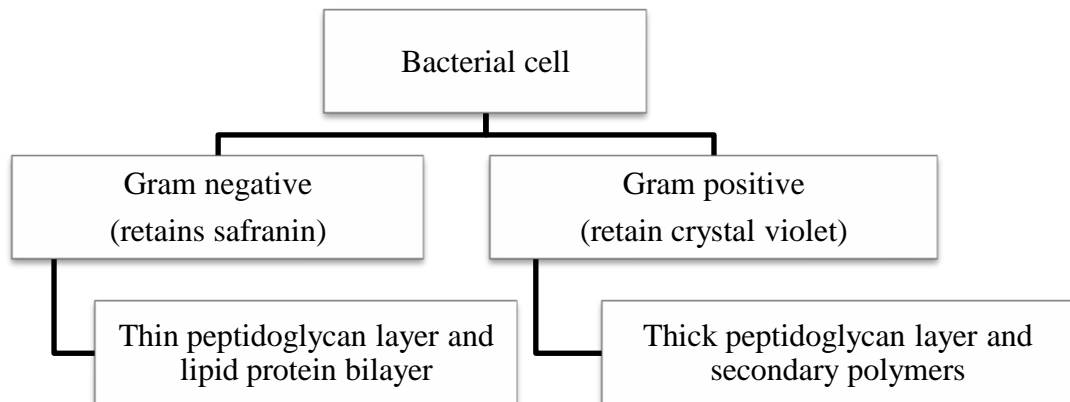 Bacterial cell
Gram negative
(retains safranin)
Gram positive
(retain crystal violet)
Thin peptidoglycan layer and
lipid protein bilayer
Thick peptidoglycan layer and
secondary polymers